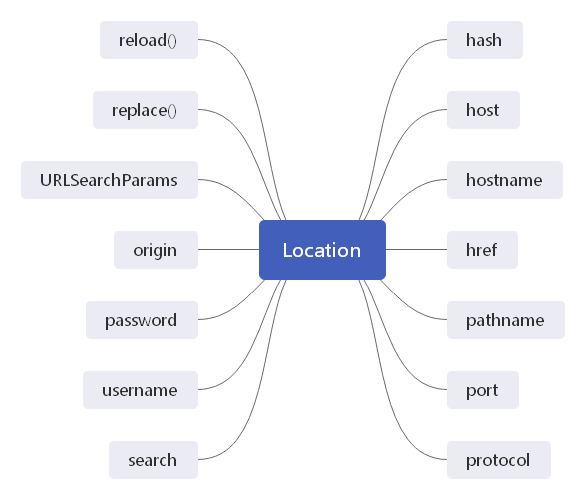 reload()
replace()
URLSearchParams
origin
password
username
search
Location
hash
host
hostname
href
pathname
port
protocol